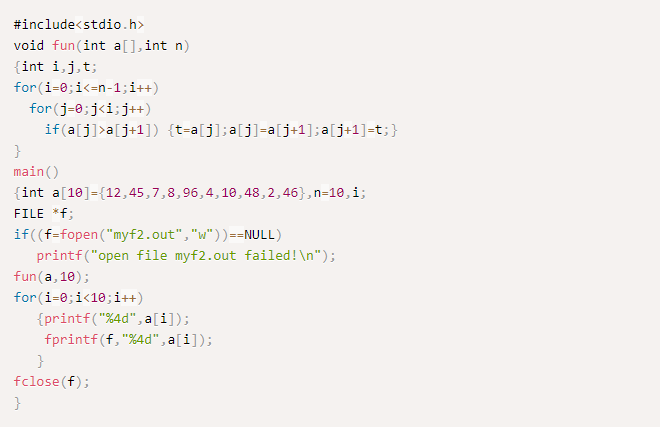 #include<stdio.h>
void fun(int a[],int n)
{int i,j,t;
for(i=0;i<=n-1;i++)
  for(j=0;j<i;j++)
    if(a[j]>a[j+1]) {t=a[j];a[j]=a[j+1];a[j+1]=t;}
}
main()
{int a[10]={12,45,7,8,96,4,10,48,2,46},n=10,i;
FILE *f;
if((f=fopen("myf2.out","w"))==NULL)
   printf("open file myf2.out failed!\n");
fun(a,10);
for(i=0;i<10;i++)
   {printf("%4d",a[i]);
    fprintf(f,"%4d",a[i]);
   }
fclose(f);
}